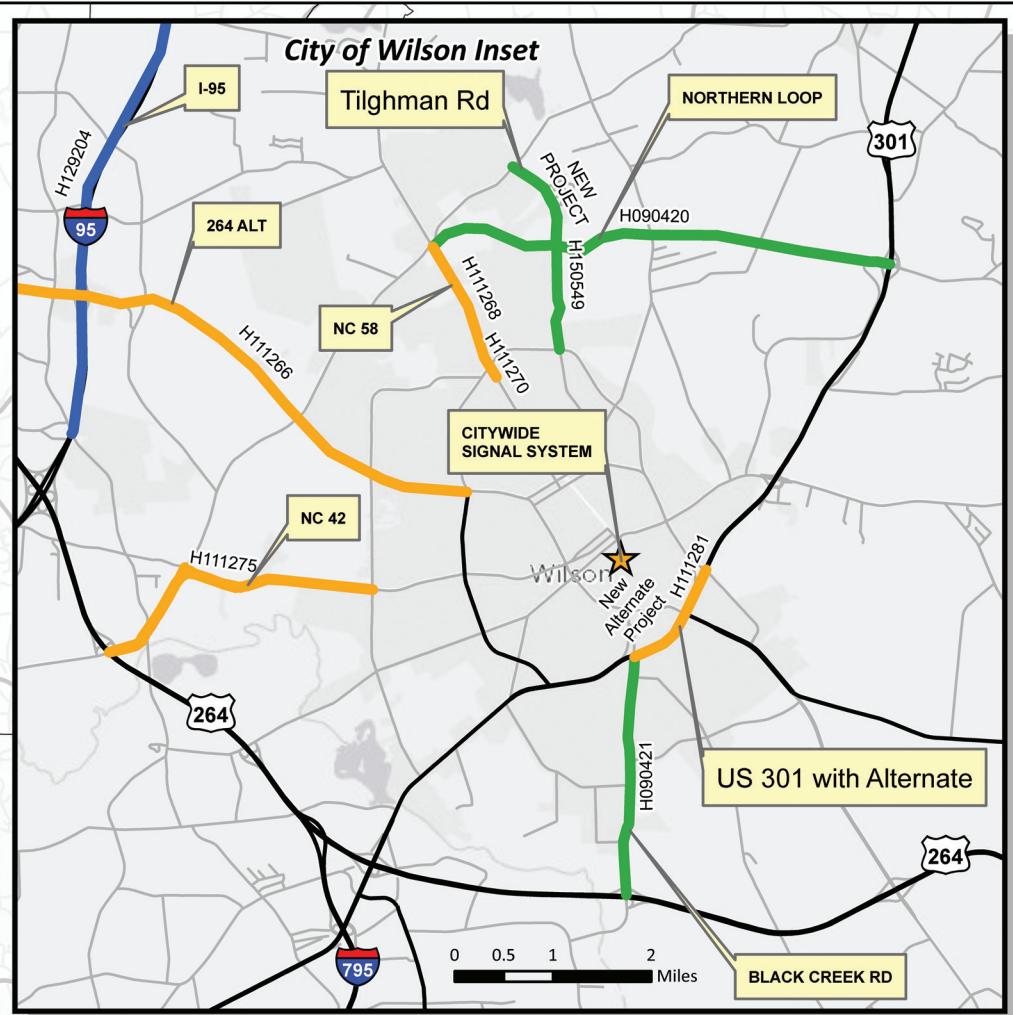 City of Wilson Inset
I-95
Tilghman Rd
NORTHERN LOOP
301
H129204
NEW
PROJECT
95
264 ALT
H090420
H150549
H111268
NC 58
H111266
H111270
CITYWIDE
SIGNAL SYSTEM
NC 42
H111275
Wilson
New
Alternate
Project
H111281
264
H090421
US 301 with Alternate
264
795
0 0.5 1 2
Miles
BLACK CREEK RD